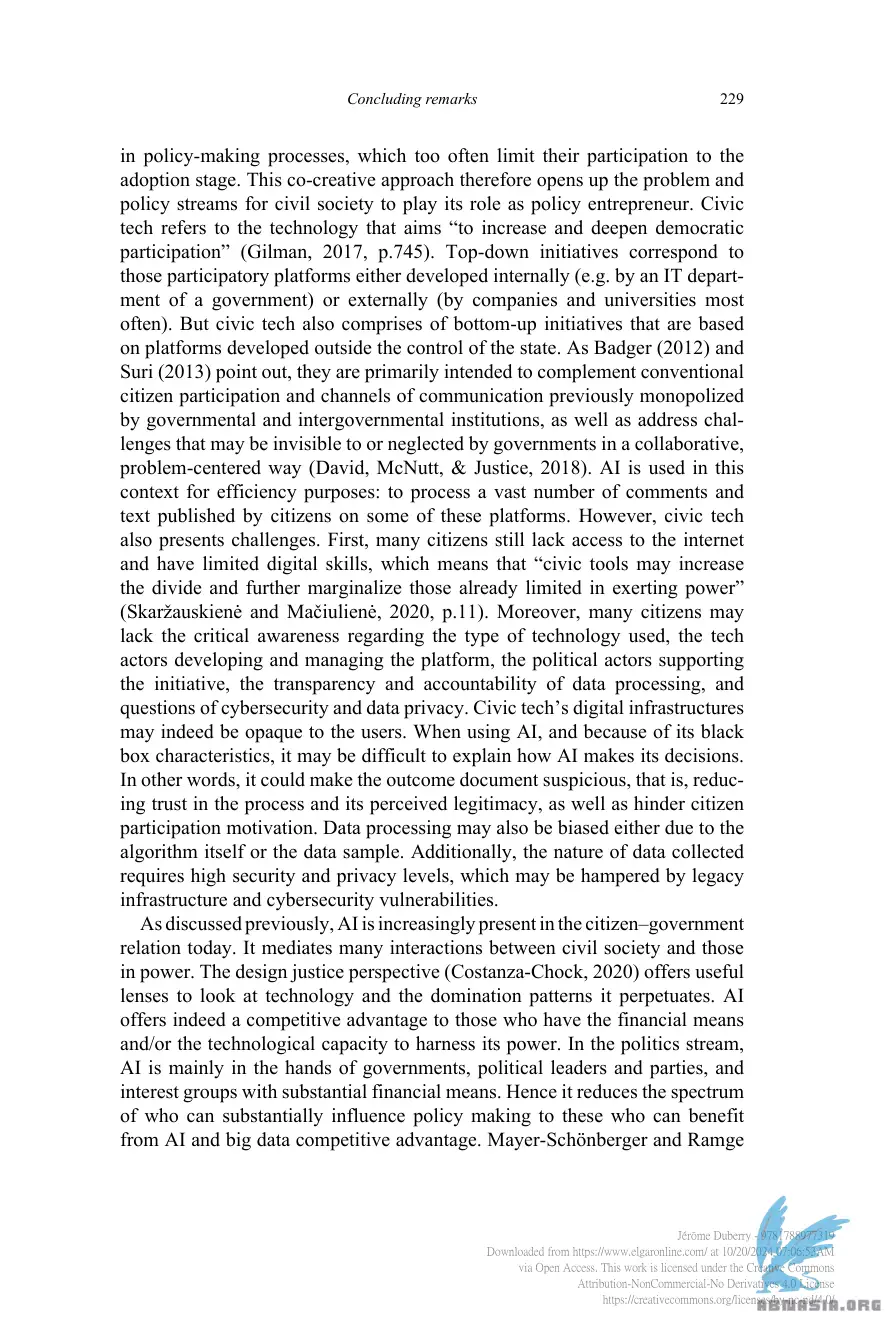 Concluding remarks 229
in policy-making processes, which too often limit their participation to the
adoption stage. This co-creative approach therefore opens up the problem and
policy streams for civil society to play its role as policy entrepreneur. Civic
tech refers to the technology that aims “to increase and deepen democratic
participation” (Gilman, 2017, p.745). Top-down initiatives correspond to
those participatory platforms either developed internally (e.g. by an IT depart-
ment of a government) or externally (by companies and universities most
often). But civic tech also comprises of bottom-up initiatives that are based
on platforms developed outside the control of the state. As Badger (2012) and
Suri (2013) point out, they are primarily intended to complement conventional
citizen participation and channels of communication previously monopolized
by governmental and intergovernmental institutions, as well as address chal-
lenges that may be invisible to or neglected by governments in a collaborative,
problem-centered way (David, McNutt, & Justice, 2018). AI is used in this
context for efficiency purposes: to process a vast number of comments and
text published by citizens on some of these platforms. However, civic tech
also presents challenges. First, many citizens still lack access to the internet
and have limited digital skills, which means that “civic tools may increase
the divide and further marginalize those already limited in exerting power”
(Skaržauskienė and Mačiulienė, 2020, p.11). Moreover, many citizens may
lack the critical awareness regarding the type of technology used, the tech
actors developing and managing the platform, the political actors supporting
the initiative, the transparency and accountability of data processing, and
questions of cybersecurity and data privacy. Civic tech’s digital infrastructures
may indeed be opaque to the users. When using AI, and because of its black
box characteristics, it may be difficult to explain how AI makes its decisions.
In other words, it could make the outcome document suspicious, that is, reduc-
ing trust in the process and its perceived legitimacy, as well as hinder citizen
participation motivation. Data processing may also be biased either due to the
algorithm itself or the data sample. Additionally, the nature of data collected
requires high security and privacy levels, which may be hampered by legacy
infrastructure and cybersecurity vulnerabilities.
As discussed previously, AI is increasingly present in the citizen–government
relation today. It mediates many interactions between civil society and those
in power. The design justice perspective (Costanza-Chock, 2020) offers useful
lenses to look at technology and the domination patterns it perpetuates. AI
offers indeed a competitive advantage to those who have the financial means
and/or the technological capacity to harness its power. In the politics stream,
AI is mainly in the hands of governments, political leaders and parties, and
interest groups with substantial financial means. Hence it reduces the spectrum
of who can substantially influence policy making to these who can benefit
from AI and big data competitive advantage. Mayer-Schönberger and Ramge
Jérôme Duberry - 9781788977319
Downloaded from https://www.elgaronline.com/ at 10/20/2024 07:06:52AM
via Open Access. This work is licensed under the Creative Commons
Attribution-NonCommercial-No Derivatives 4.0 License
https://creativecommons.org/licenses/by-nc-nd/4.0/
ABTMASIA.ORG